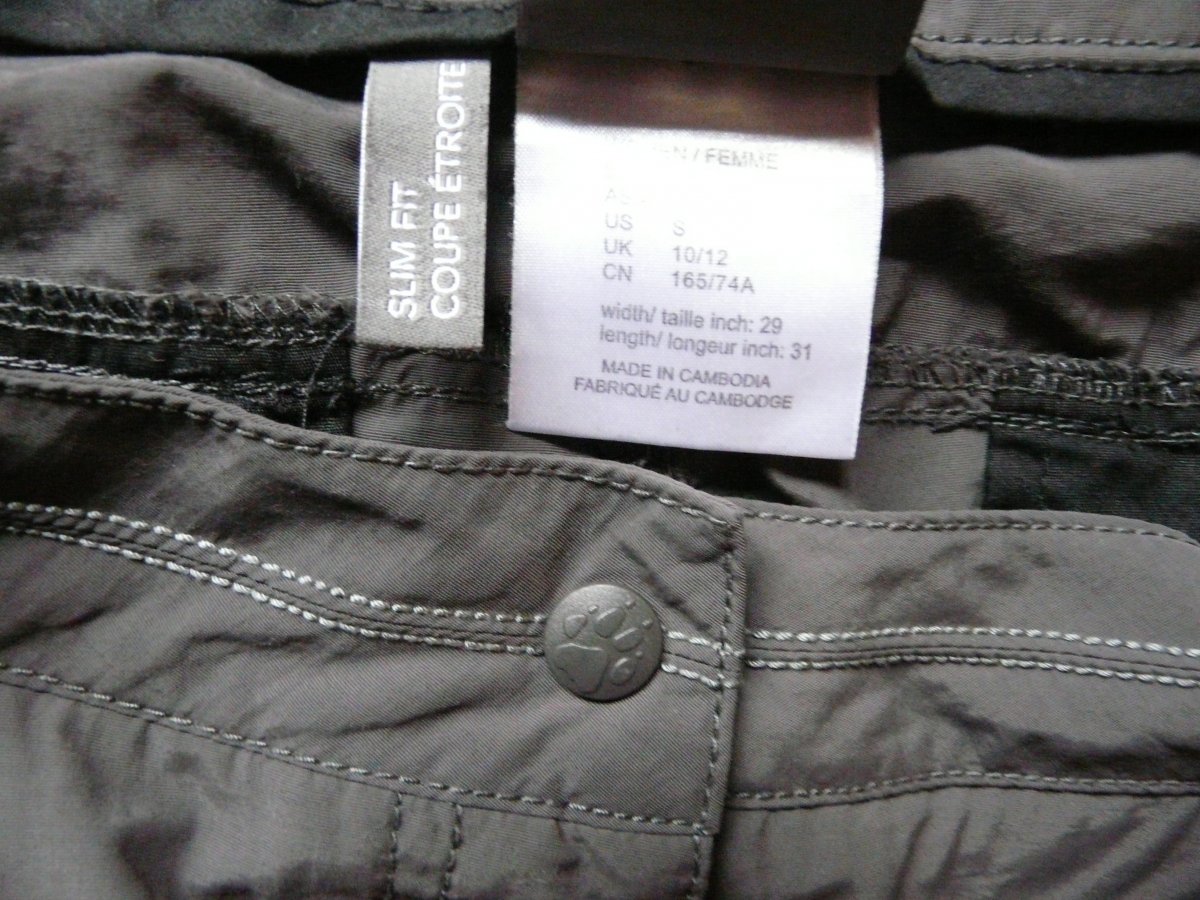 SLIM FIT
COUPE ÉTROITE
/ FEMME
US S
UK 10/12
CN 165/74A
width/ taille inch: 29
length/ longeur inch: 31
MADE IN CAMBODIA
FABRIQUÉ AU CAMBODGE